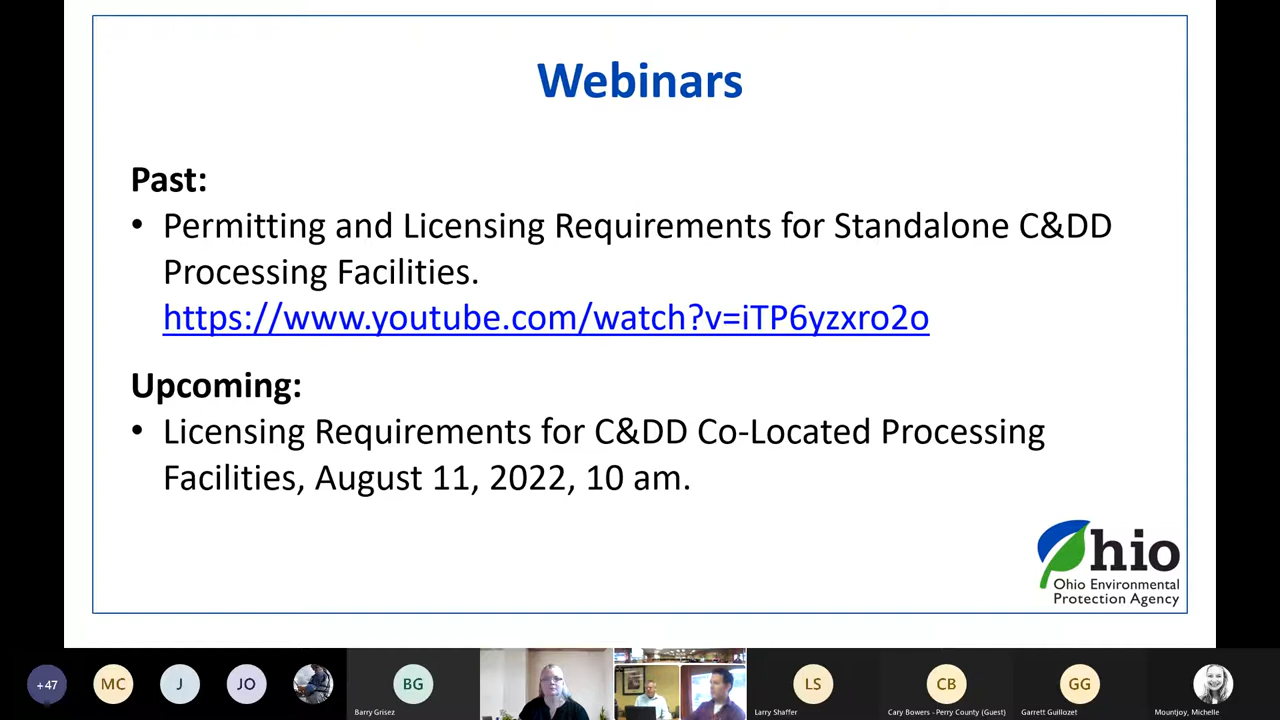 Webinars
Past:
• Permitting and Licensing Requirements for Standalone C&DD
Processing Facilities.
https://www.youtube.com/watch?v=iTP6yzxro2o
Upcoming:
• Licensing Requirements for C&DD Co-Located Processing
Facilities, August 11, 2022, 10 am.
hio
Ohio Environmental
Protection Agency
+47
MC
J
JO
BG
Barry Grisez
LS
Larry Shaffer
CB
Cary Bowers - Perry County (Guest)
GG
Garrett Guillozet
Mountjoy, Michelle